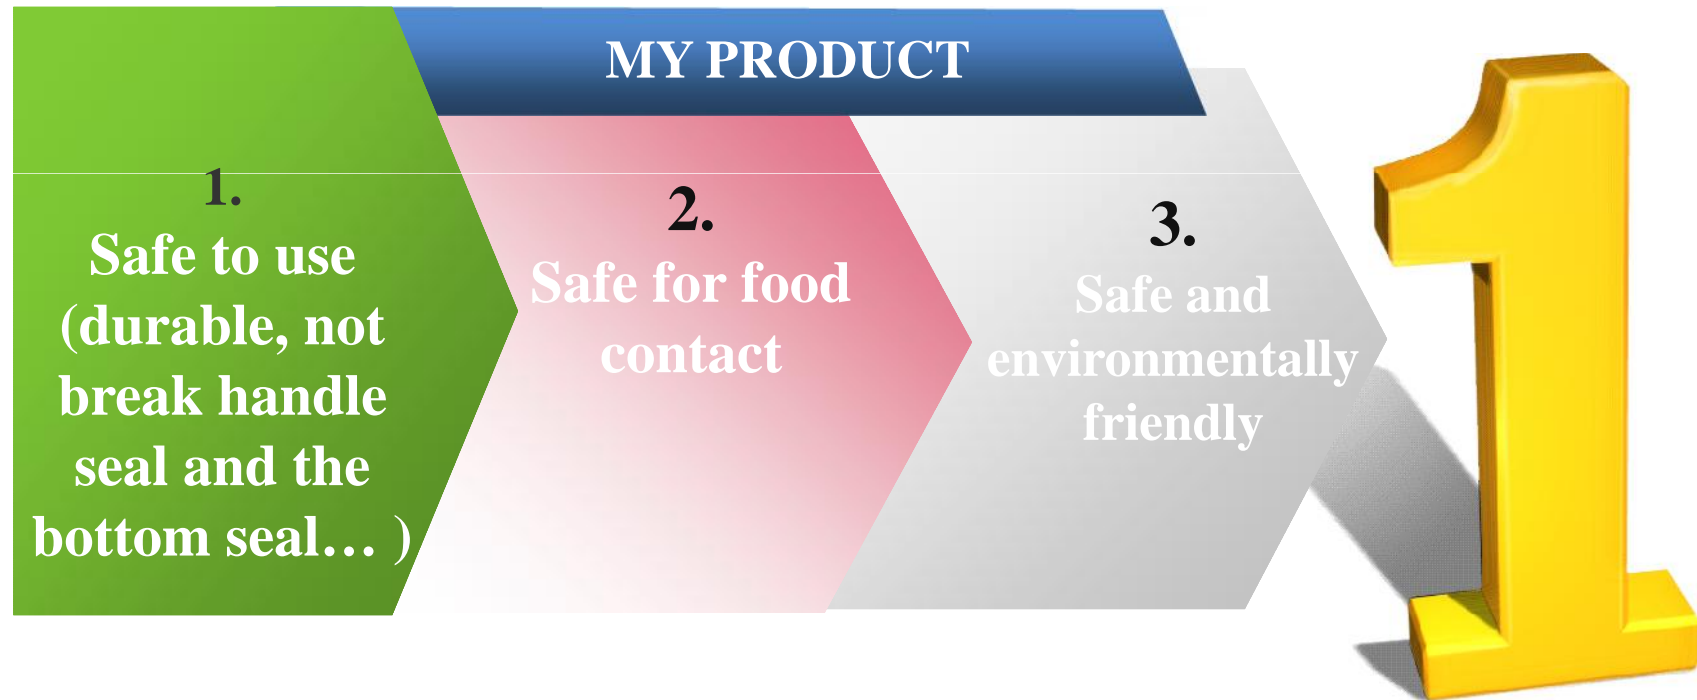 MY PRODUCT
1.
Safe to use
(durable, not
break handle
seal and the
bottom seal… )
2.
Safe for food
contact
3.
Safe and
environmentally
friendly
1